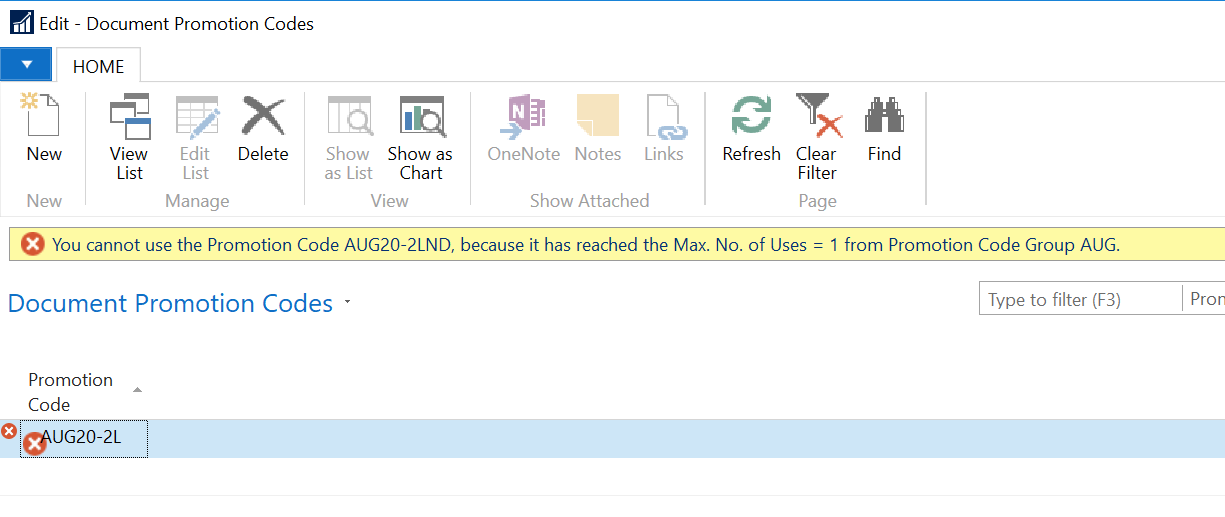 Edit - Document Promotion Codes
HOME
New
View List
Edit List
Delete
Show as List
Show as Chart
OneNote
Notes
Links
Refresh
Clear Filter
Find
New
Manage
View
Show Attached
Page
You cannot use the Promotion Code AUG20-2LND, because it has reached the Max. No. of Uses = 1 from Promotion Code Group AUG.
Document Promotion Codes
Type to filter (F3)
Pron
Promotion
Code
AUG20-2L